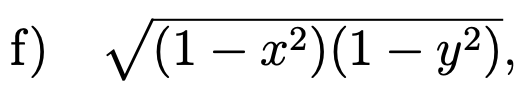 f) √((1 − x²)(1 − y²)),